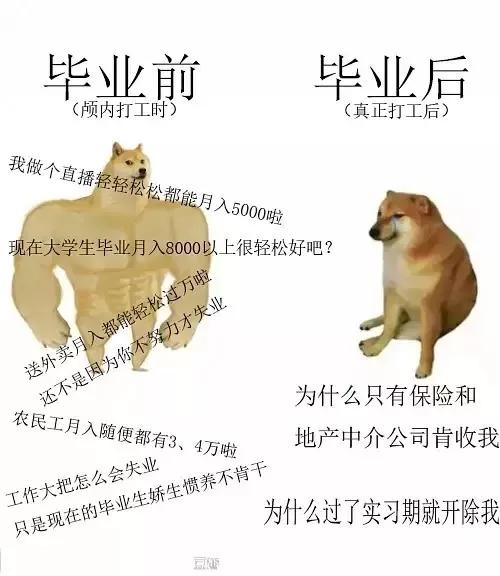 毕业前
（颅内打工时）
我做个直播轻轻松松都能月入5000啦
现在大学生毕业月入8000以上很轻松好吧？
送外卖月入都能轻松过万啦
还不是因为你不努力才失业
农民工月入随便都有3、4万啦
工作大把怎么会失业
只是现在的毕业生娇生惯养不肯干
毕业后
（真正打工后）
为什么只有保险和
地产中介公司肯收我
为什么过了实习期就开除我